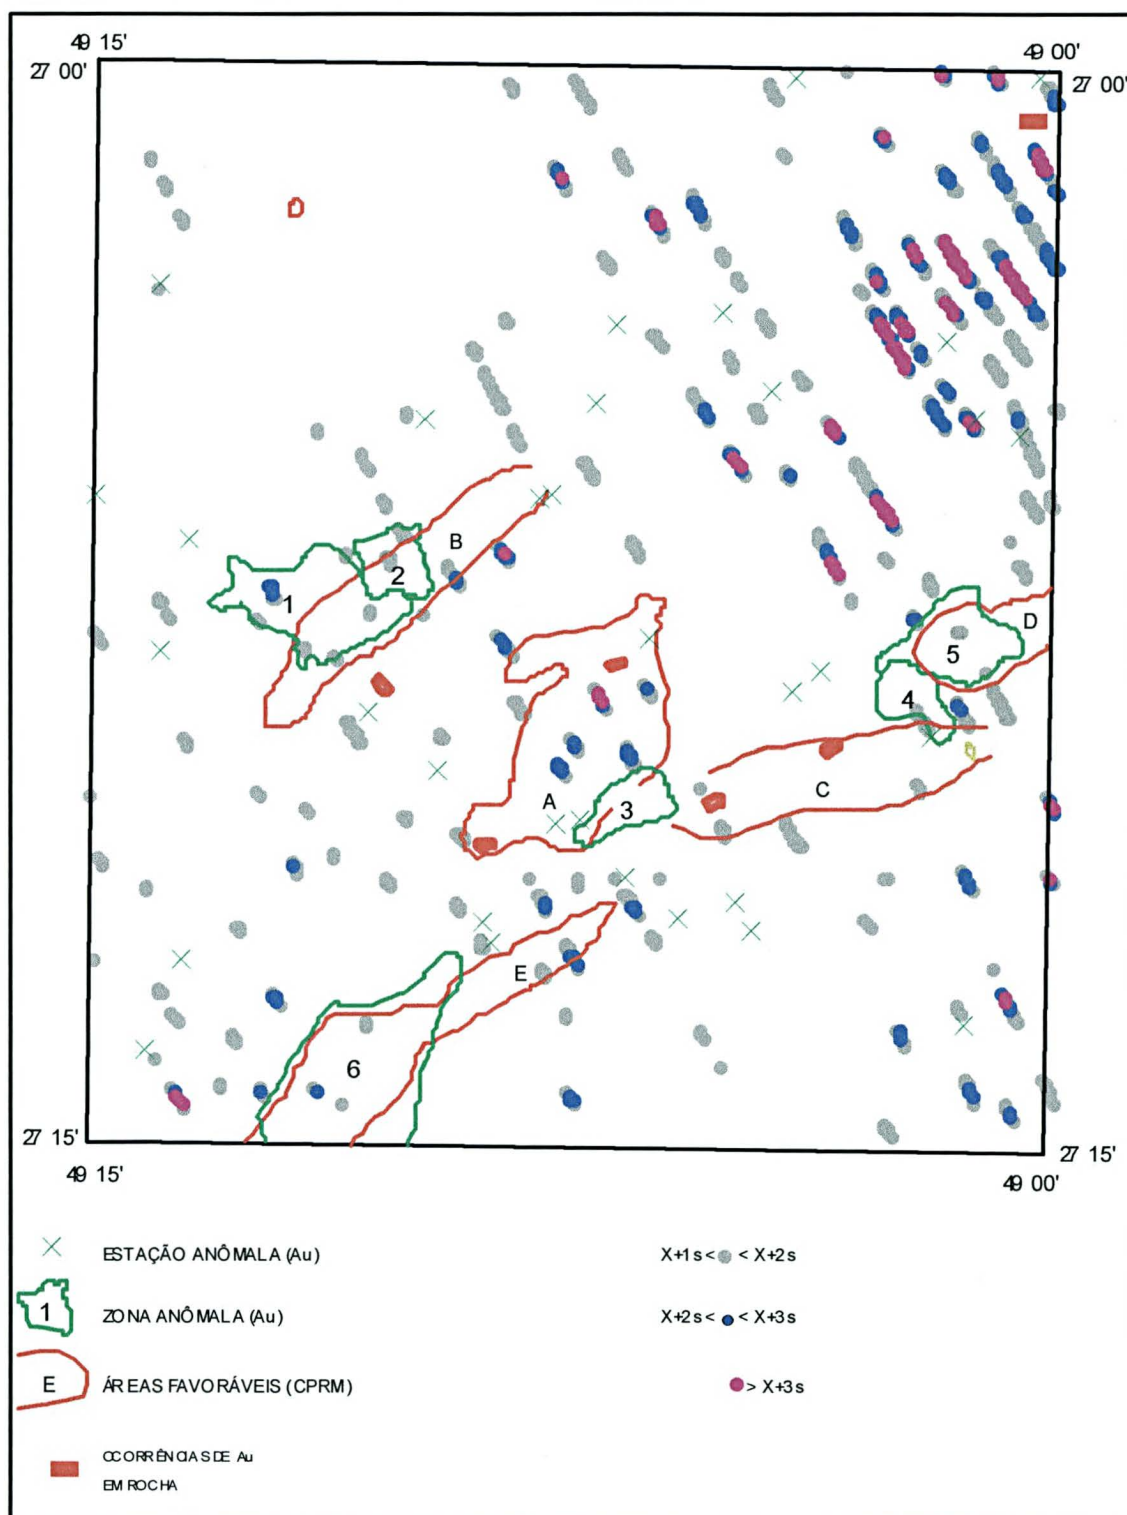 49 15'
49 00'
27 00'
27 00'
B
2
1
D
5
4
A
3
C
E
6
27 15'
27 15'
49 15'
49 00'
ESTAÇÃO ANÔMALA (Au)
X+1s < < X+2s
1
ZONA ANÔMALA (Au)
X+2s < < X+3s
E
ÁREAS FAVORÁVEIS (CPRM)
> X+3s
OCORRÊNCIAS DE Au
EM ROCHA